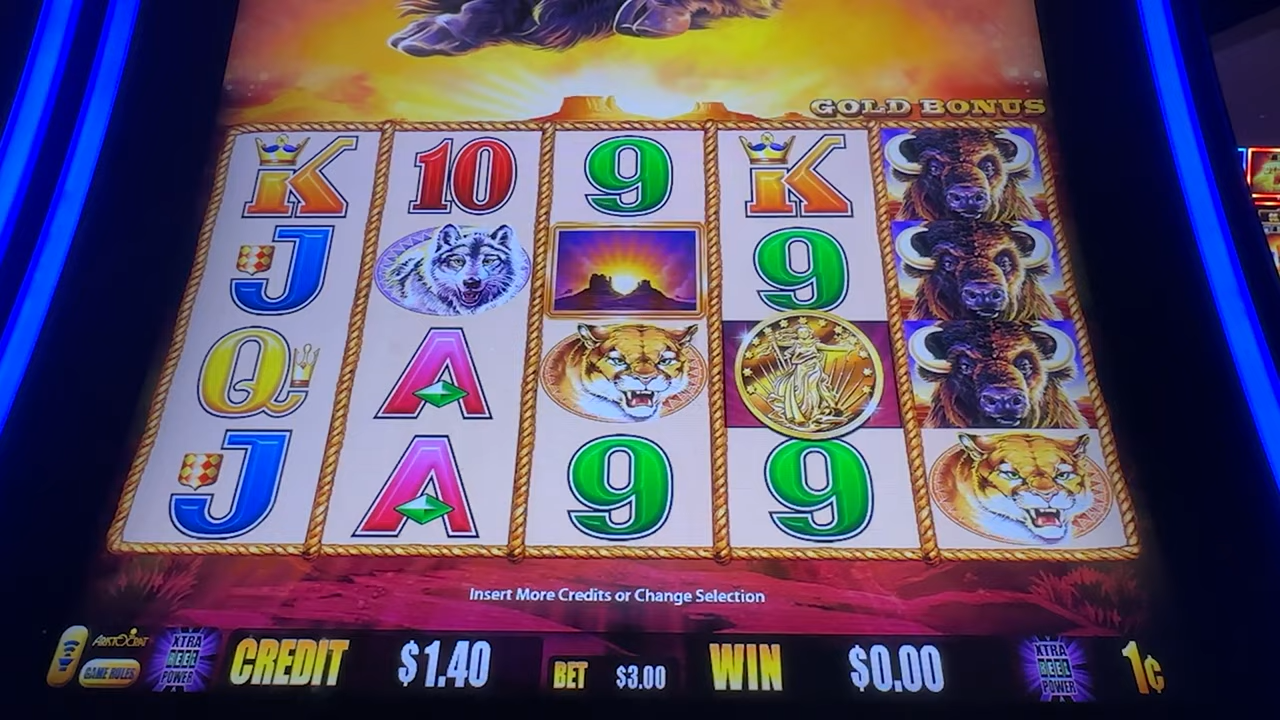 GOLD BONUS
K 10 9 K
J 9
Q A
J A 9 9
Insert More Credits or Change Selection
ARISTOCRAT
GAME RULES
XTRA
REEL
POWER
CREDIT $1.40 BET $3.00 WIN $0.00
XTRA
REEL
POWER
1¢